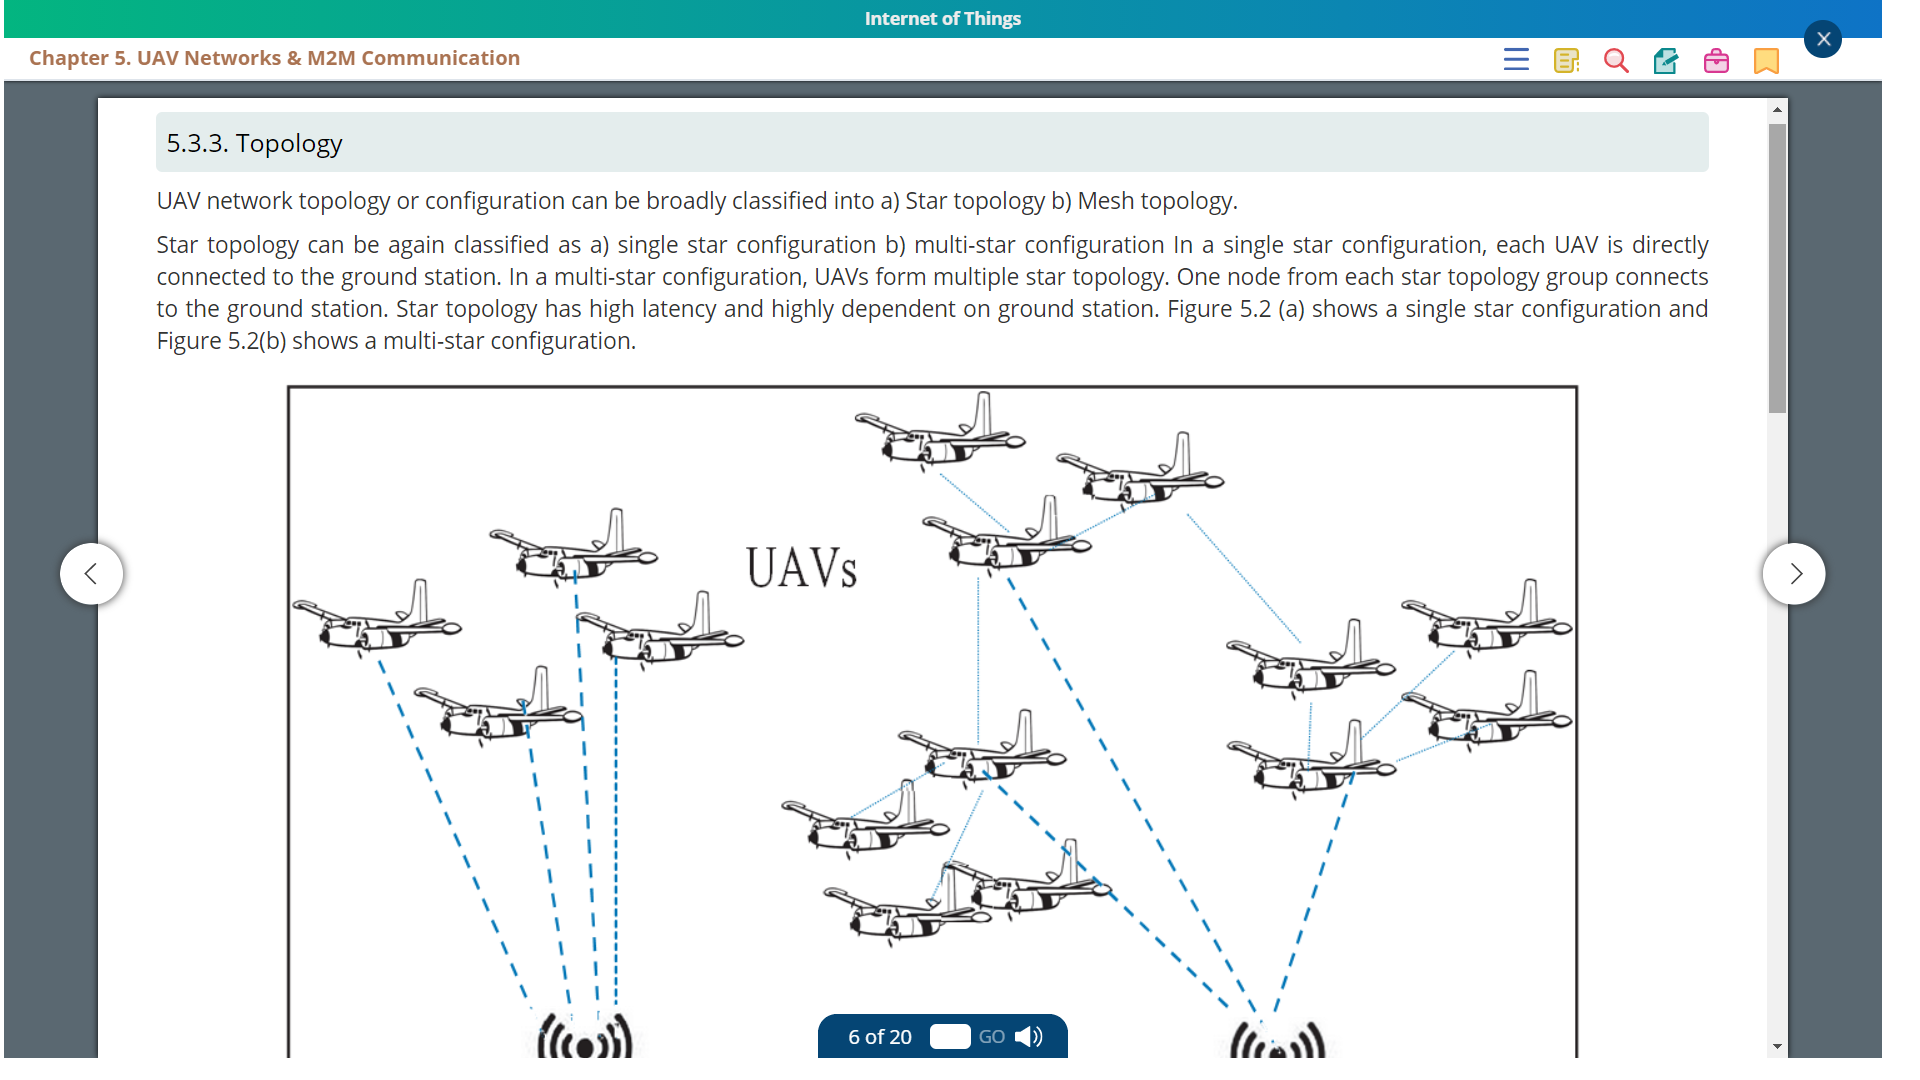 Internet of Things
Chapter 5. UAV Networks & M2M Communication
5.3.3. Topology
UAV network topology or configuration can be broadly classified into a) Star topology b) Mesh topology.
Star topology can be again classified as a) single star configuration b) multi-star configuration In a single star configuration, each UAV is directly
connected to the ground station. In a multi-star configuration, UAVs form multiple star topology. One node from each star topology group connects
to the ground station. Star topology has high latency and highly dependent on ground station. Figure 5.2 (a) shows a single star configuration and
Figure 5.2(b) shows a multi-star configuration.
UAVs
6 of 20 GO